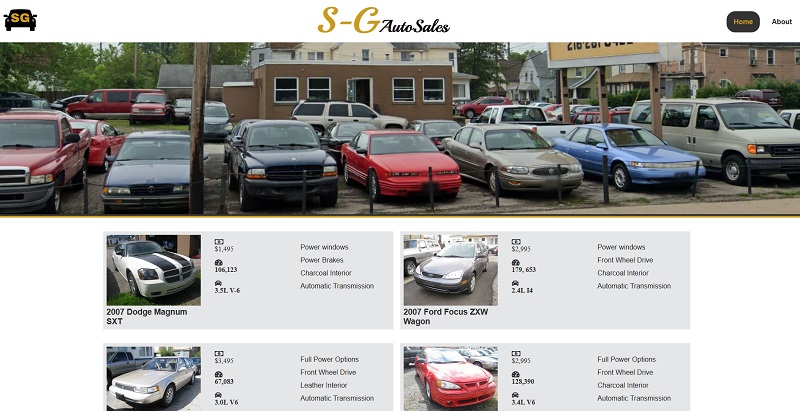 SG
S-G AutoSales
Home
About
$1,495
106,123
3.5L V-6
Power windows
Power Brakes
Charcoal Interior
Automatic Transmission
2007 Dodge Magnum
SXT
$2,995
179, 653
2.4L I4
Power windows
Front Wheel Drive
Charcoal Interior
Automatic Transmission
2007 Ford Focus ZXW
Wagon
$3,495
67,083
3.0L V6
Full Power Options
Front Wheel Drive
Leather Interior
Automatic Transmission
$2,995
128,390
3.4L V6
Full Power Options
Front Wheel Drive
Charcoal Interior
Automatic Transmission